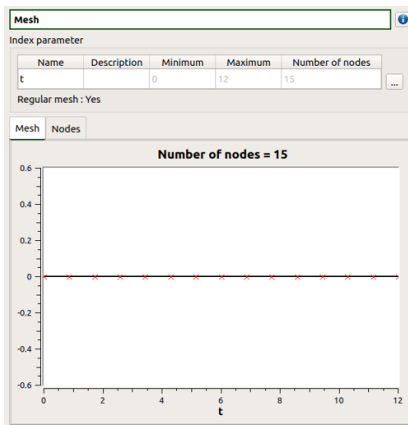 Mesh
Index parameter
Name Description Minimum Maximum Number of nodes
t 0 12 15
...
Regular mesh : Yes
Mesh Nodes
Number of nodes = 15
0.6
0.4
0.2
0
-0.2
-0.4
-0.6
0 2 4 6 8 10 12
t